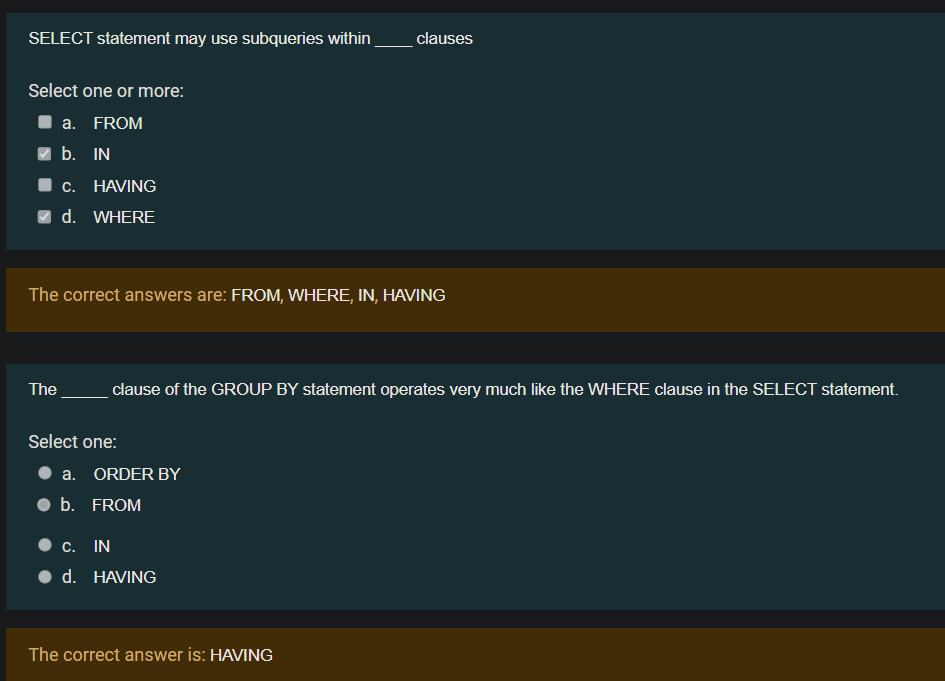 SELECT statement may use subqueries within ____ clauses
Select one or more:
a. FROM
b. IN
c. HAVING
d. WHERE
The correct answers are: FROM, WHERE, IN, HAVING
The _____ clause of the GROUP BY statement operates very much like the WHERE clause in the SELECT statement.
Select one:
a. ORDER BY
b. FROM
c. IN
d. HAVING
The correct answer is: HAVING